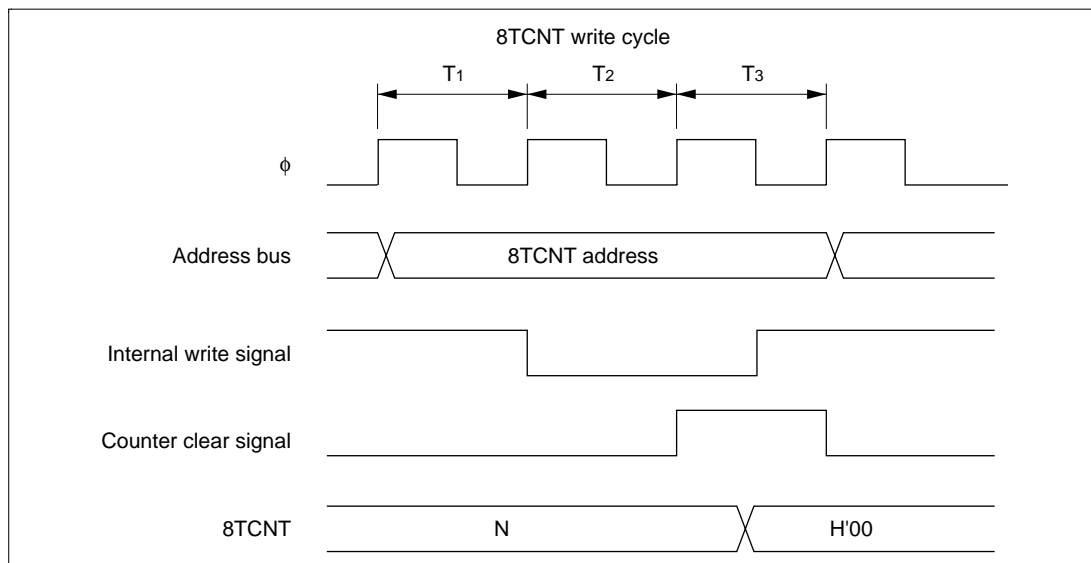 8TCNT write cycle
T1 T2 T3
φ
Address bus 8TCNT address
Internal write signal
Counter clear signal
8TCNT N H'00